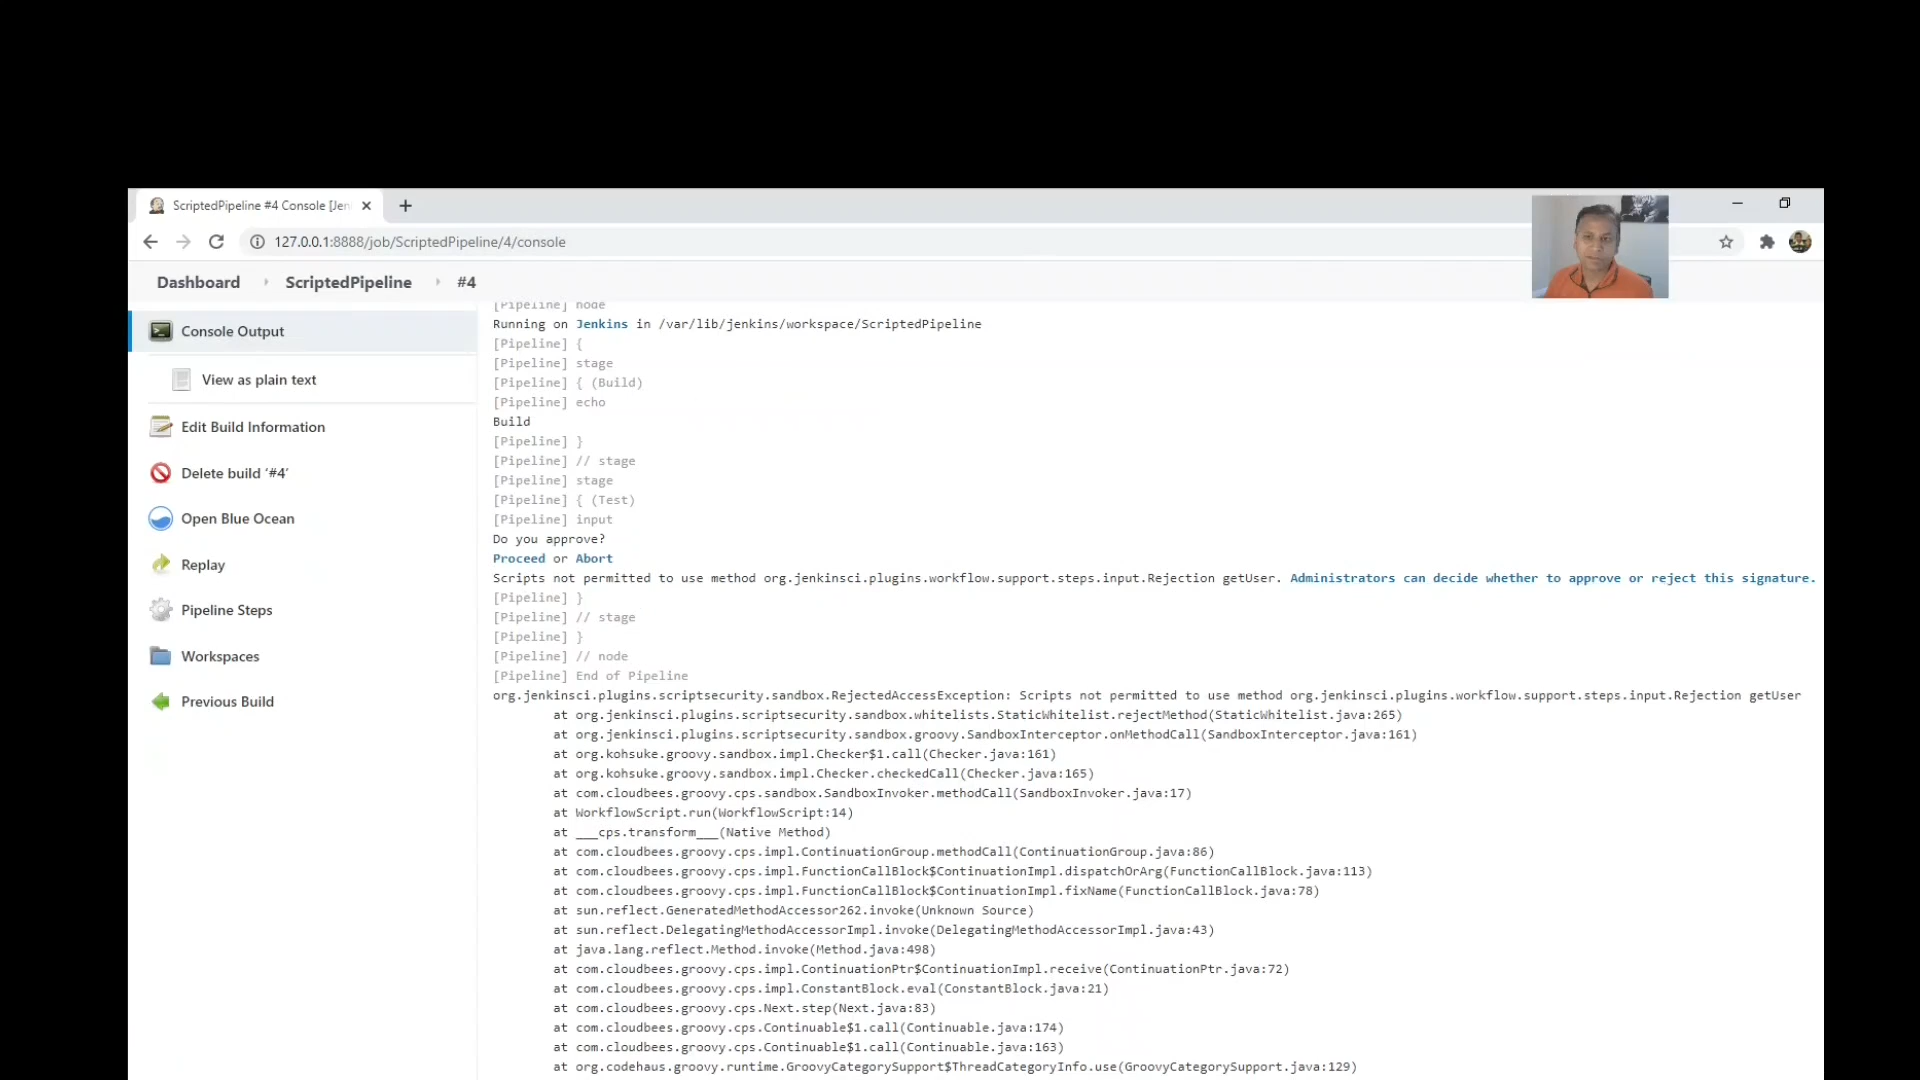 ScriptedPipeline #4 Console [Jen
127.0.0.1:8888/job/ScriptedPipeline/4/console
Dashboard ScriptedPipeline #4
Console Output
View as plain text
Edit Build Information
Delete build '#4'
Open Blue Ocean
Replay
Pipeline Steps
Workspaces
Previous Build
[Pipeline] node
Running on Jenkins in /var/lib/jenkins/workspace/ScriptedPipeline
[Pipeline] {
[Pipeline] stage
[Pipeline] { (Build)
[Pipeline] echo
Build
[Pipeline] }
[Pipeline] // stage
[Pipeline] stage
[Pipeline] { (Test)
[Pipeline] input
Do you approve?
Proceed or Abort
Scripts not permitted to use method org.jenkinsci.plugins.workflow.support.steps.input.Rejection getUser. Administrators can decide whether to approve or reject this signature.
[Pipeline] }
[Pipeline] // stage
[Pipeline] }
[Pipeline] // node
[Pipeline] End of Pipeline
org.jenkinsci.plugins.scriptsecurity.sandbox.RejectedAccessException: Scripts not permitted to use method org.jenkinsci.plugins.workflow.support.steps.input.Rejection getUser
at org.jenkinsci.plugins.scriptsecurity.sandbox.whitelists.StaticWhitelist.rejectMethod(StaticWhitelist.java:265)
at org.jenkinsci.plugins.scriptsecurity.sandbox.groovy.SandboxInterceptor.onMethodCall(SandboxInterceptor.java:161)
at org.kohsuke.groovy.sandbox.impl.Checker$1.call(Checker.java:161)
at org.kohsuke.groovy.sandbox.impl.Checker.checkedCall(Checker.java:165)
at com.cloudbees.groovy.cps.sandbox.SandboxInvoker.methodCall(SandboxInvoker.java:17)
at WorkflowScript.run(WorkflowScript:14)
at ___cps.transform___(Native Method)
at com.cloudbees.groovy.cps.impl.ContinuationGroup.methodCall(ContinuationGroup.java:86)
at com.cloudbees.groovy.cps.impl.FunctionCallBlock$ContinuationImpl.dispatchOrArg(FunctionCallBlock.java:113)
at com.cloudbees.groovy.cps.impl.FunctionCallBlock$ContinuationImpl.fixName(FunctionCallBlock.java:78)
at sun.reflect.GeneratedMethodAccessor262.invoke(Unknown Source)
at sun.reflect.DelegatingMethodAccessorImpl.invoke(DelegatingMethodAccessorImpl.java:43)
at java.lang.reflect.Method.invoke(Method.java:498)
at com.cloudbees.groovy.cps.impl.ContinuationPtr$ContinuationImpl.receive(ContinuationPtr.java:72)
at com.cloudbees.groovy.cps.impl.ConstantBlock.eval(ConstantBlock.java:21)
at com.cloudbees.groovy.cps.Next.step(Next.java:83)
at com.cloudbees.groovy.cps.Continuable$1.call(Continuable.java:174)
at com.cloudbees.groovy.cps.Continuable$1.call(Continuable.java:163)
at org.codehaus.groovy.runtime.GroovyCategorySupport$ThreadCategoryInfo.use(GroovyCategorySupport.java:129)